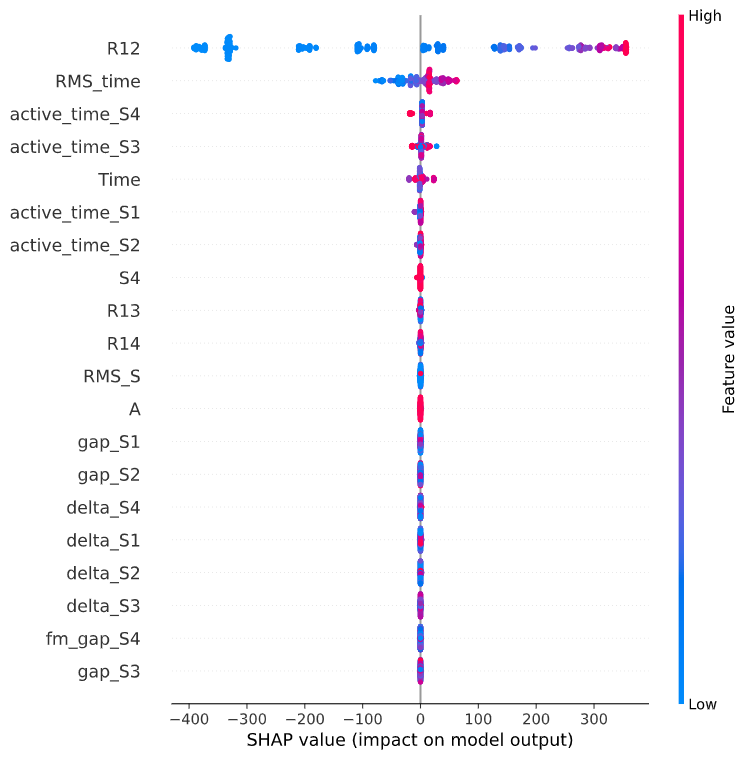 High
R12
RMS_time
active_time_S4
active_time_S3
Time
active_time_S1
active_time_S2
S4
R13
R14
RMS_S
A
gap_S1
gap_S2
delta_S4
delta_S1
delta_S2
delta_S3
fm_gap_S4
gap_S3
Feature value
Low
−400 −300 −200 −100 0 100 200 300
SHAP value (impact on model output)